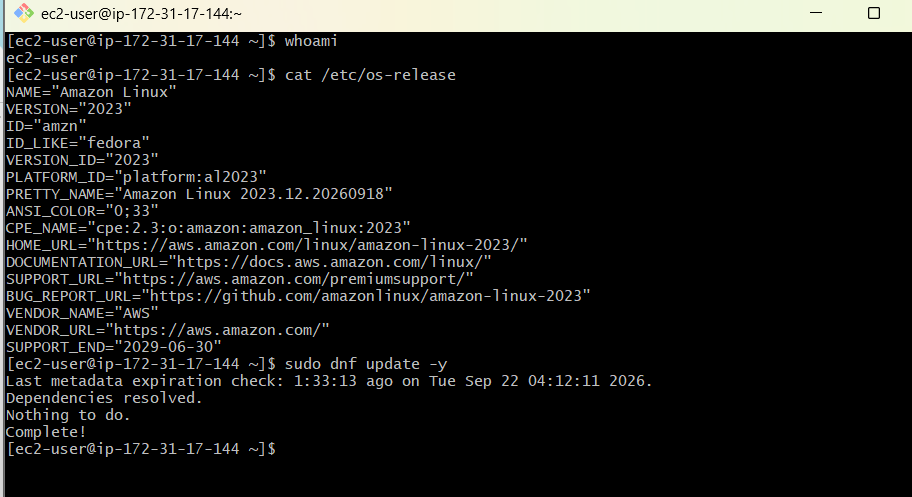 ec2-user@ip-172-31-17-144:~
[ec2-user@ip-172-31-17-144 ~]$ whoami
ec2-user
[ec2-user@ip-172-31-17-144 ~]$ cat /etc/os-release
NAME="Amazon Linux"
VERSION="2023"
ID="amzn"
ID_LIKE="fedora"
VERSION_ID="2023"
PLATFORM_ID="platform:al2023"
PRETTY_NAME="Amazon Linux 2023.12.20260918"
ANSI_COLOR="0;33"
CPE_NAME="cpe:2.3:o:amazon:amazon_linux:2023"
HOME_URL="https://aws.amazon.com/linux/amazon-linux-2023/"
DOCUMENTATION_URL="https://docs.aws.amazon.com/linux/"
SUPPORT_URL="https://aws.amazon.com/premiumsupport/"
BUG_REPORT_URL="https://github.com/amazonlinux/amazon-linux-2023"
VENDOR_NAME="AWS"
VENDOR_URL="https://aws.amazon.com/"
SUPPORT_END="2029-06-30"
[ec2-user@ip-172-31-17-144 ~]$ sudo dnf update -y
Last metadata expiration check: 1:33:13 ago on Tue Sep 22 04:12:11 2026.
Dependencies resolved.
Nothing to do.
Complete!
[ec2-user@ip-172-31-17-144 ~]$